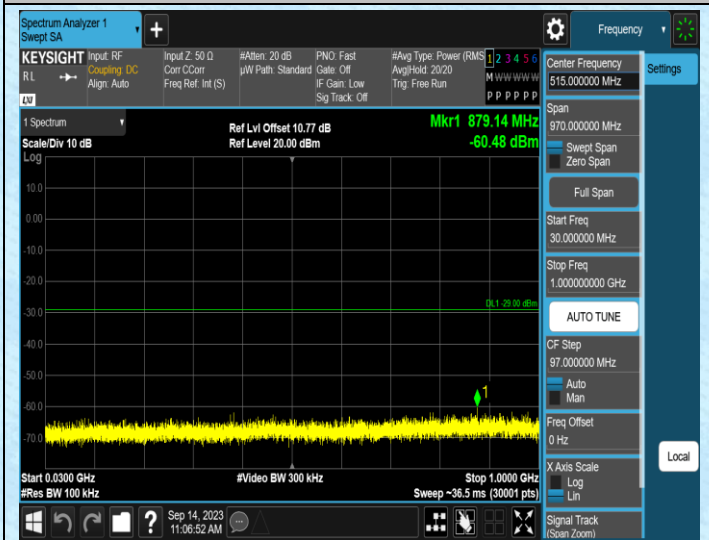 Spectrum Analyzer 1
Swept SA
+
Frequency
KEYSIGHT
Input: RF
Coupling: DC
Align: Auto
Input Z: 50 Ω
Corr CCorr
Freq Ref: Int (S)
#Atten: 20 dB
µW Path: Standard
PNO: Fast
Gate: Off
IF Gain: Low
Sig Track: Off
#Avg Type: Power (RMS
Avg|Hold: 20/20
Trig: Free Run
1 2 3 4 5 6
M W W W W W
P P P P P P
R L
LXI
1 Spectrum
Scale/Div 10 dB
Log
Ref Lvl Offset 10.77 dB
Ref Level 20.00 dBm
Mkr1 879.14 MHz
-60.48 dBm
10.0
0.00
-10.0
-20.0
DL1 -29.00 dBm
-30.0
-40.0
-50.0
1
-60.0
-70.0
Start 0.0300 GHz
#Res BW 100 kHz
#Video BW 300 kHz
Stop 1.0000 GHz
Sweep ~36.5 ms (30001 pts)
?
Sep 14, 2023
11:06:52 AM
Center Frequency
515.000000 MHz
Settings
Span
970.000000 MHz
Swept Span
Zero Span
Full Span
Start Freq
30.000000 MHz
Stop Freq
1.000000000 GHz
AUTO TUNE
CF Step
97.000000 MHz
Auto
Man
Freq Offset
0 Hz
Local
X Axis Scale
Log
Lin
Signal Track
(Span Zoom)